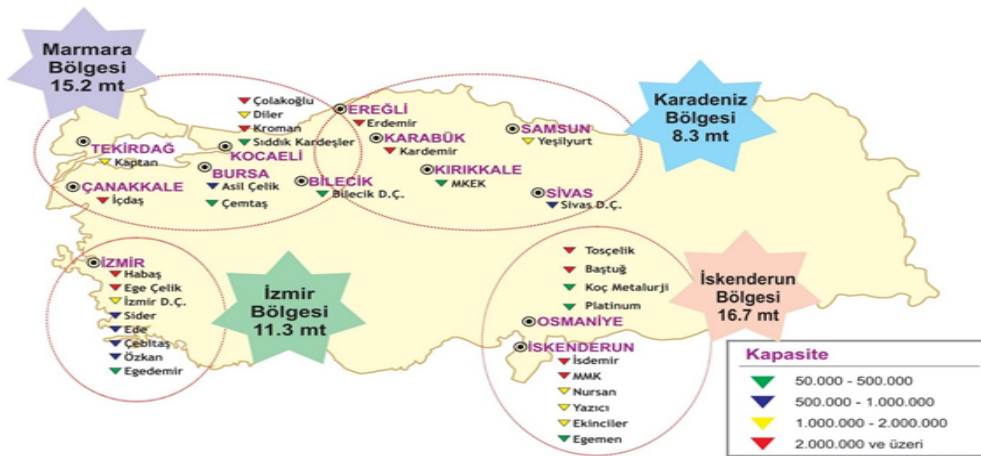 Marmara
Bölgesi
15.2 mt
Karadeniz
Bölgesi
8.3 mt
TEKİRDAĞ
Kaptan
ÇANAKKALE
İçdaş
Çolakoğlu
Diler
Kroman
Sıddık Kardeşler
KOCAELİ
BURSA
Asil Çelik
Çemtaş
BİLECİK
Bilecik D.Ç.
EREĞLİ
Erdemir
KARABÜK
Kardemir
KIRIKKALE
MKEK
SAMSUN
Yeşilyurt
SİVAS
Sivas D.Ç.
İZMİR
Habaş
Ege Çelik
İzmir D.Ç.
Sider
Ede
Çebitaş
Özkan
Egedemir
İzmir
Bölgesi
11.3 mt
Tosçelik
Baştuğ
Koç Metalurji
Platinum
OSMANİYE
İSKENDERUN
İsdemir
MMK
Nursan
Yazıcı
Ekinciler
Egemen
İskenderun
Bölgesi
16.7 mt
Kapasite
50.000 - 500.000
500.000 - 1.000.000
1.000.000 - 2.000.000
2.000.000 ve üzeri